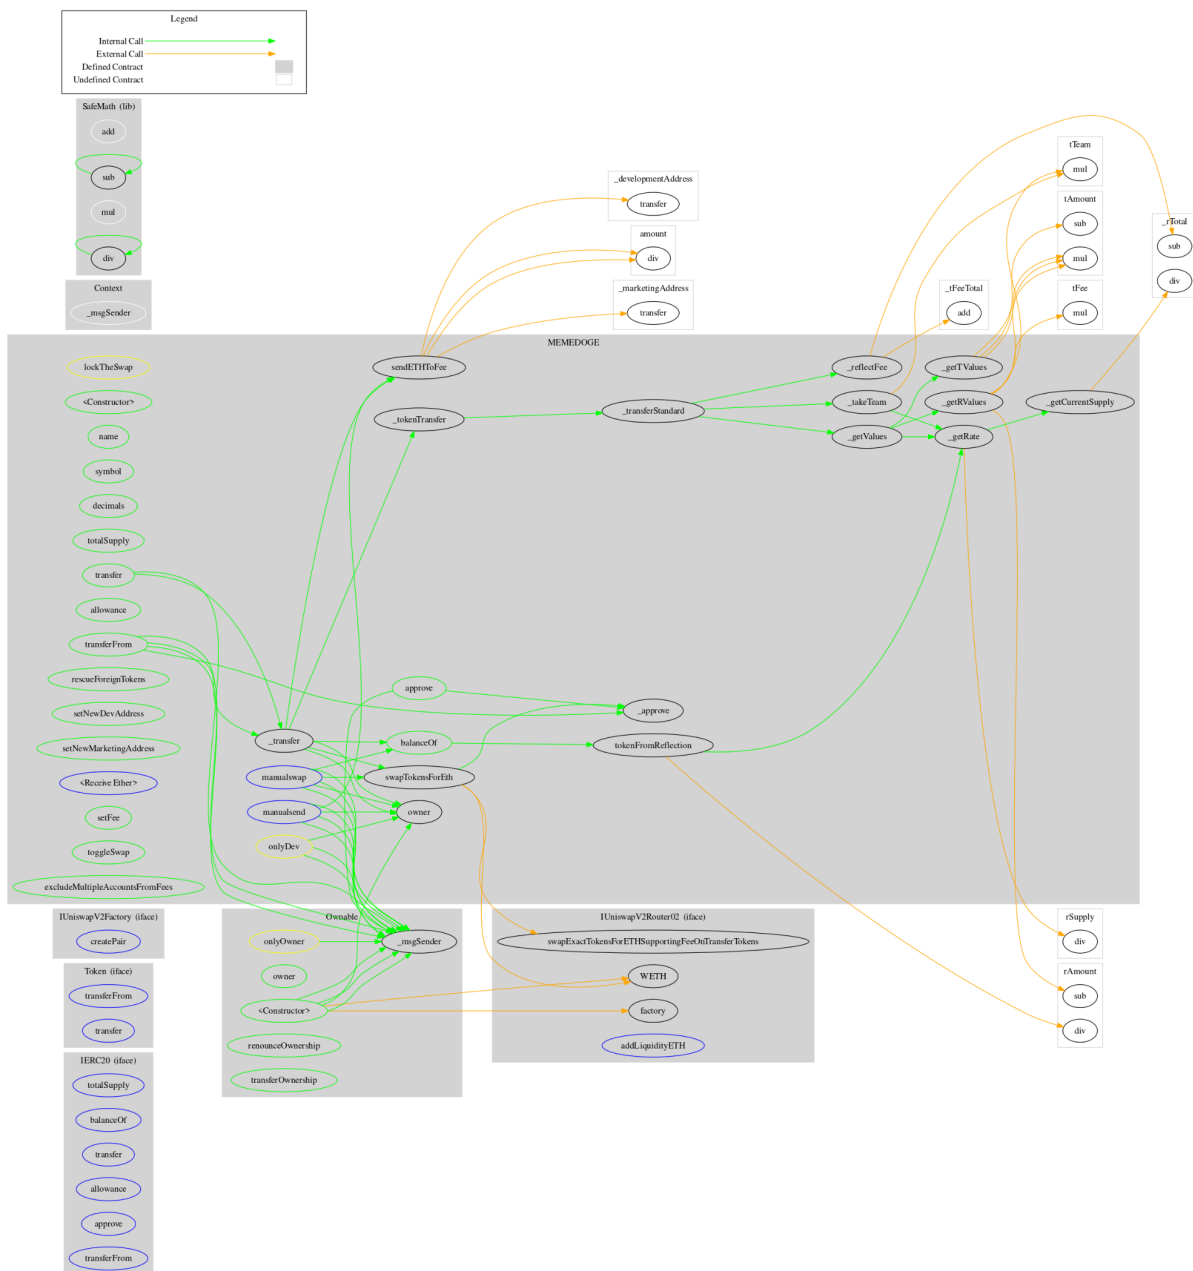 Legend
Internal Call
External Call
Defined Contract
Undefined Contract
SafeMath (lib)
add
sub
mul
div
Context
_msgSender
_developmentAddress
transfer
amount
div
_marketingAddress
transfer
_tFeeTotal
add
tTeam
mul
tAmount
sub
mul
tFee
mul
_rTotal
sub
div
MEMEDOGE
lockTheSwap
<Constructor>
name
symbol
decimals
totalSupply
transfer
allowance
transferFrom
rescueForeignTokens
setNewDevAddress
setNewMarketingAddress
<Receive Ether>
setFee
toggleSwap
excludeMultipleAccountsFromFees
_transfer
manualswap
manualsend
onlyDev
sendETHToFee
_tokenTransfer
approve
balanceOf
swapTokensForEth
owner
_transferStandard
_approve
tokenFromReflection
_reflectFee
_takeTeam
_getValues
_getTValues
_getRValues
_getRate
_getCurrentSupply
IUniswapV2Factory (iface)
createPair
Token (iface)
transferFrom
transfer
IERC20 (iface)
totalSupply
balanceOf
transfer
allowance
approve
transferFrom
Ownable
onlyOwner
owner
<Constructor>
renounceOwnership
transferOwnership
_msgSender
IUniswapV2Router02 (iface)
swapExactTokensForETHSupportingFeeOnTransferTokens
WETH
factory
addLiquidityETH
rSupply
div
rAmount
sub
div